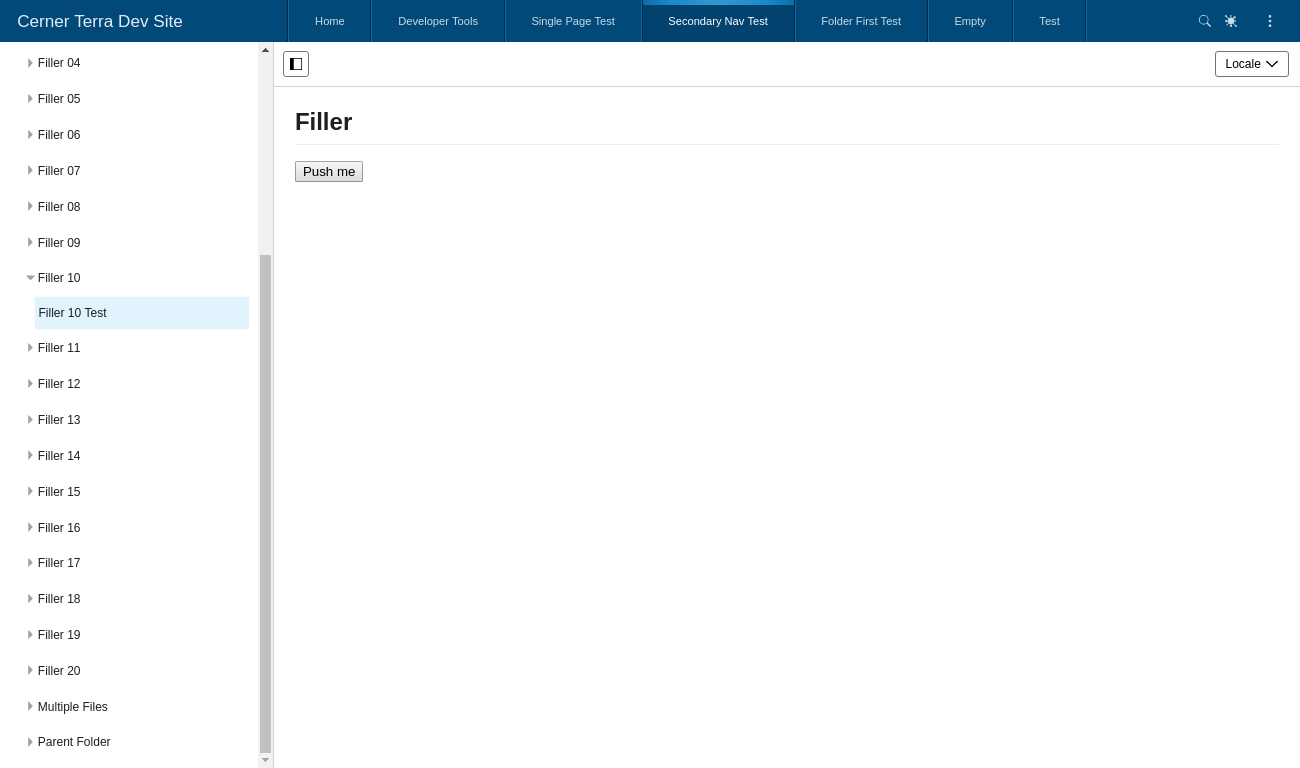 Cerner Terra Dev Site
Home
Developer Tools
Single Page Test
Secondary Nav Test
Folder First Test
Empty
Test
Filler 04
Filler 05
Filler 06
Filler 07
Filler 08
Filler 09
Filler 10
Filler 10 Test
Filler 11
Filler 12
Filler 13
Filler 14
Filler 15
Filler 16
Filler 17
Filler 18
Filler 19
Filler 20
Multiple Files
Parent Folder
Locale
Filler
Push me